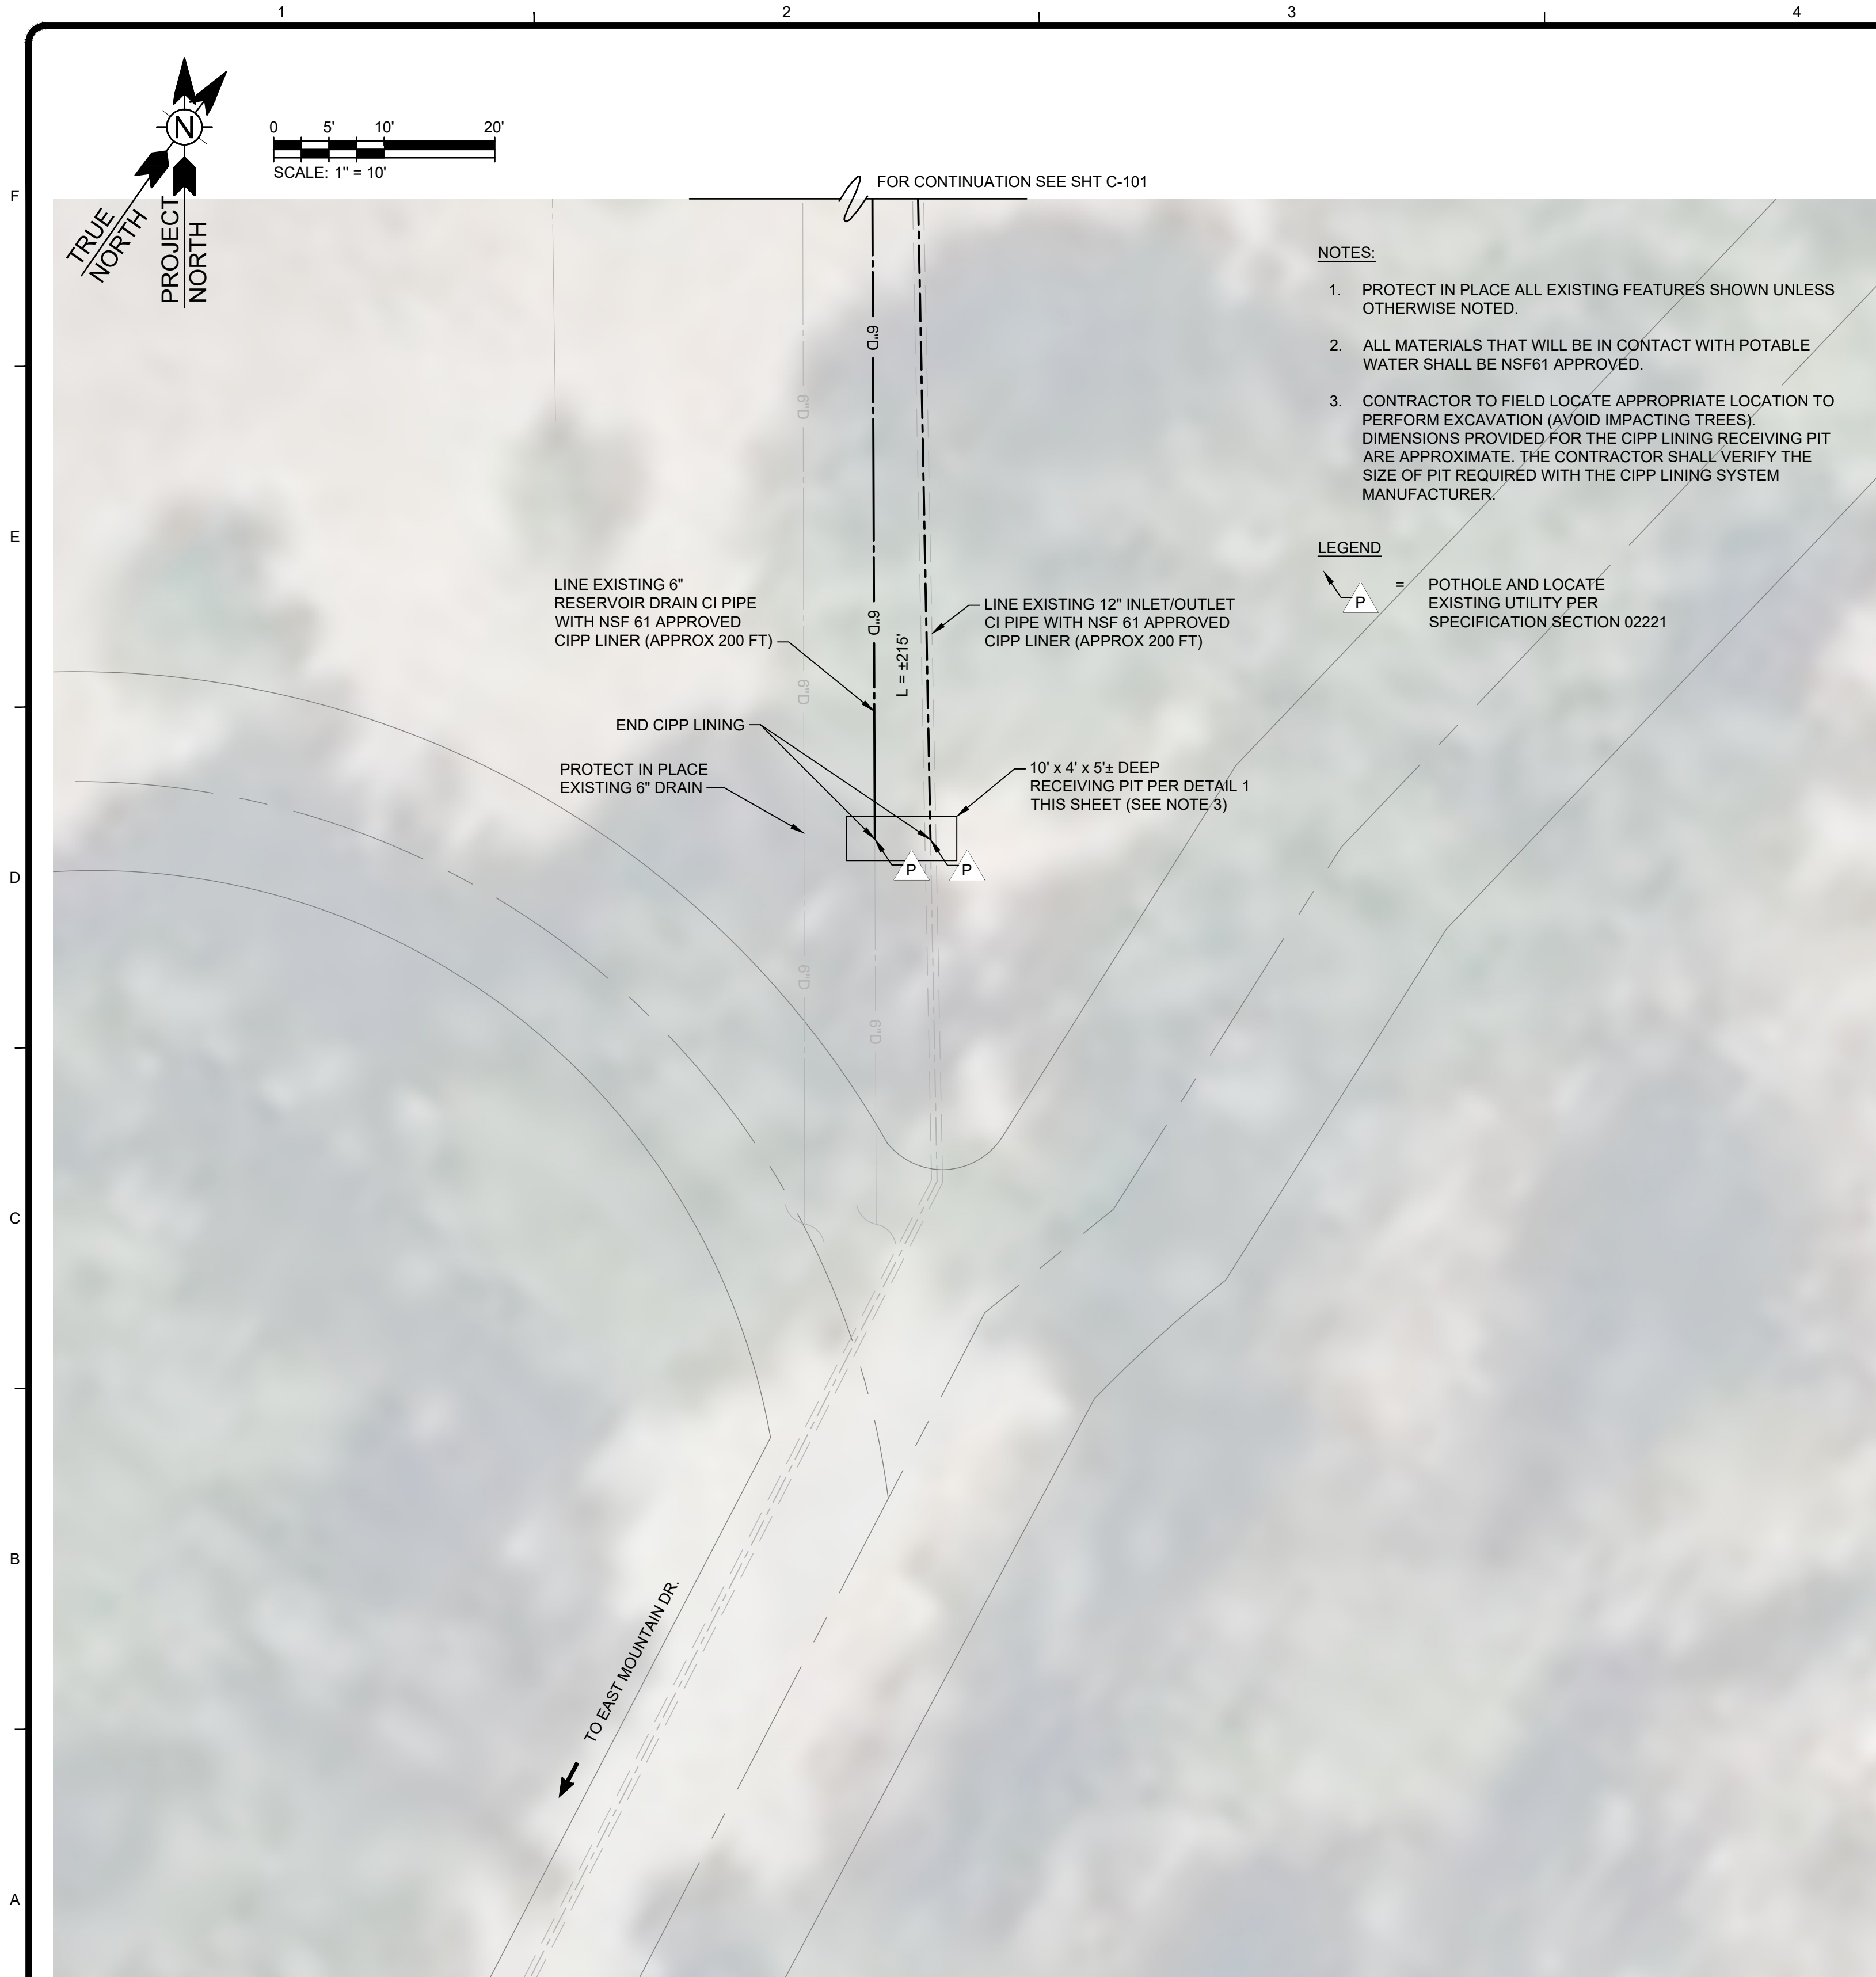 1 2 3 4
N
TRUE
NORTH
PROJECT
NORTH
0 5' 10' 20'
SCALE: 1" = 10'
FOR CONTINUATION SEE SHT C-101
F
NOTES:
1. PROTECT IN PLACE ALL EXISTING FEATURES SHOWN UNLESS
OTHERWISE NOTED.
2. ALL MATERIALS THAT WILL BE IN CONTACT WITH POTABLE
WATER SHALL BE NSF61 APPROVED.
3. CONTRACTOR TO FIELD LOCATE APPROPRIATE LOCATION TO
PERFORM EXCAVATION (AVOID IMPACTING TREES).
DIMENSIONS PROVIDED FOR THE CIPP LINING RECEIVING PIT
ARE APPROXIMATE. THE CONTRACTOR SHALL VERIFY THE
SIZE OF PIT REQUIRED WITH THE CIPP LINING SYSTEM
MANUFACTURER.
LEGEND
P
=
POTHOLE AND LOCATE
EXISTING UTILITY PER
SPECIFICATION SECTION 02221
6"D
6"D
E
LINE EXISTING 6"
RESERVOIR DRAIN CI PIPE
WITH NSF 61 APPROVED
CIPP LINER (APPROX 200 FT)
6"D
L = ±215'
LINE EXISTING 12" INLET/OUTLET
CI PIPE WITH NSF 61 APPROVED
CIPP LINER (APPROX 200 FT)
6"D
END CIPP LINING
PROTECT IN PLACE
EXISTING 6" DRAIN
10' x 4' x 5'± DEEP
RECEIVING PIT PER DETAIL 1
THIS SHEET (SEE NOTE 3)
P P
D
6"D
6"D
C
B
TO EAST MOUNTAIN DR.
A